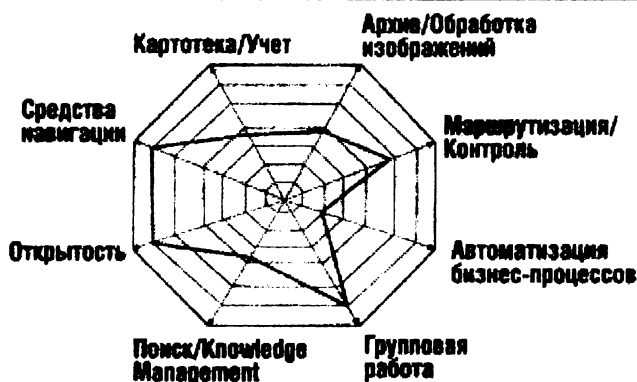 Картотека/Учет
Архив/Обработка
изображений
Средства
навигации
Маршрутизация/
Контроль
Открытость
Автоматизация
бизнес-процессов
Поиск/Knowledge
Management
Групповая
работа